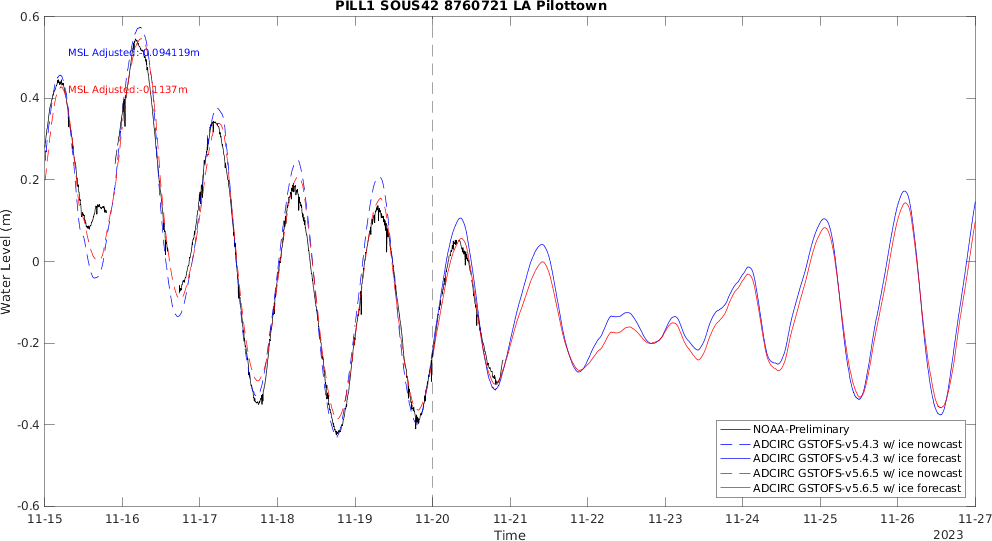 PILL1 SOUS42 8760721 LA Pilottown
MSL Adjusted:-0.094119m
MSL Adjusted:-0.1137m
Water Level (m)
0.6
0.4
0.2
0
-0.2
-0.4
-0.6
NOAA-Preliminary
ADCIRC GSTOFS-v5.4.3 w/ ice nowcast
ADCIRC GSTOFS-v5.4.3 w/ ice forecast
ADCIRC GSTOFS-v5.6.5 w/ ice nowcast
ADCIRC GSTOFS-v5.6.5 w/ ice forecast
11-15 11-16 11-17 11-18 11-19 11-20 11-21 11-22 11-23 11-24 11-25 11-26 11-27
Time
2023